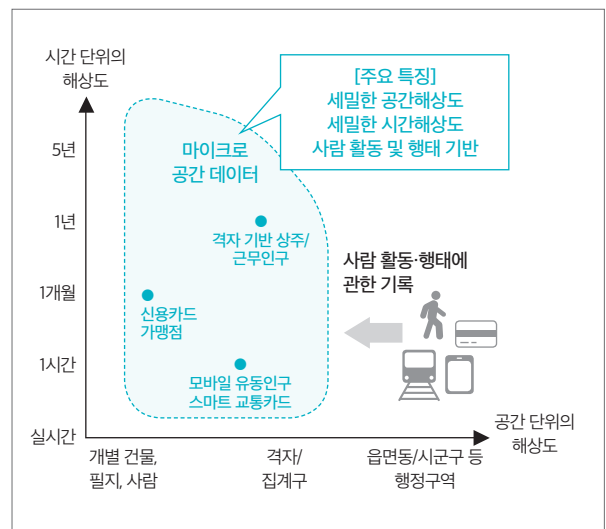 시간 단위의
해상도
5년
1년
1개월
1시간
실시간
[주요 특징]
세밀한 공간해상도
세밀한 시간해상도
사람 활동 및 행태 기반
마이크로
공간 데이터
격자 기반 상주/
근무인구
신용카드
가맹점
모바일 유동인구
스마트 교통카드
사람 활동·행태에
관한 기록
공간 단위의
해상도
개별 건물,
필지, 사람
격자/
집계구
읍면동/시군구 등
행정구역